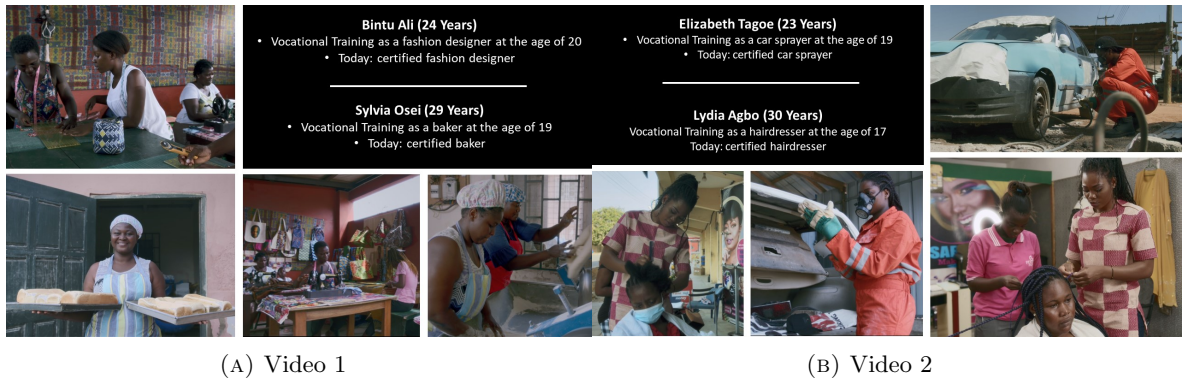 Bintu Ali (24 Years)
• Vocational Training as a fashion designer at the age of 20
• Today: certified fashion designer
Sylvia Osei (29 Years)
• Vocational Training as a baker at the age of 19
• Today: certified baker
Elizabeth Tagoe (23 Years)
• Vocational Training as a car sprayer at the age of 19
• Today: certified car sprayer
Lydia Agbo (30 Years)
Vocational Training as a hairdresser at the age of 17
Today: certified hairdresser
(A) Video 1
(B) Video 2